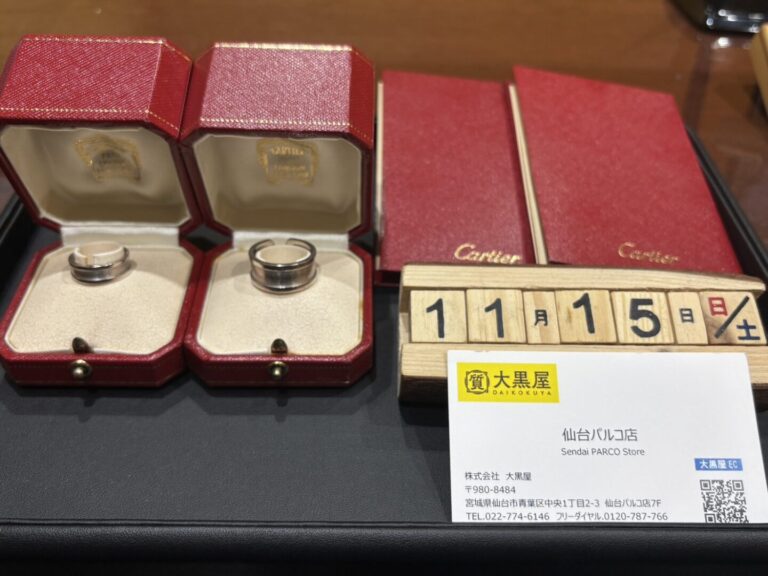 Cartier
Cartier
Cartier
11月15日 日/土
質 大黒屋
DAIKOKUYA
仙台パルコ店
Sendai PARCO Store
大黒屋 EC
株式会社 大黒屋
〒980-8484
宮城県仙台市青葉区中央1丁目2-3 仙台パルコ店7F
TEL.022-774-6146 フリーダイヤル.0120-787-766